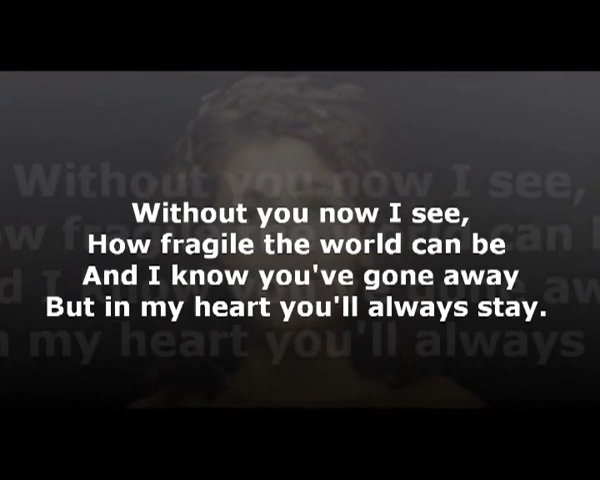 Without you now I see,
How fragile the world can be
And I know you've gone away
But in my heart you'll always stay.